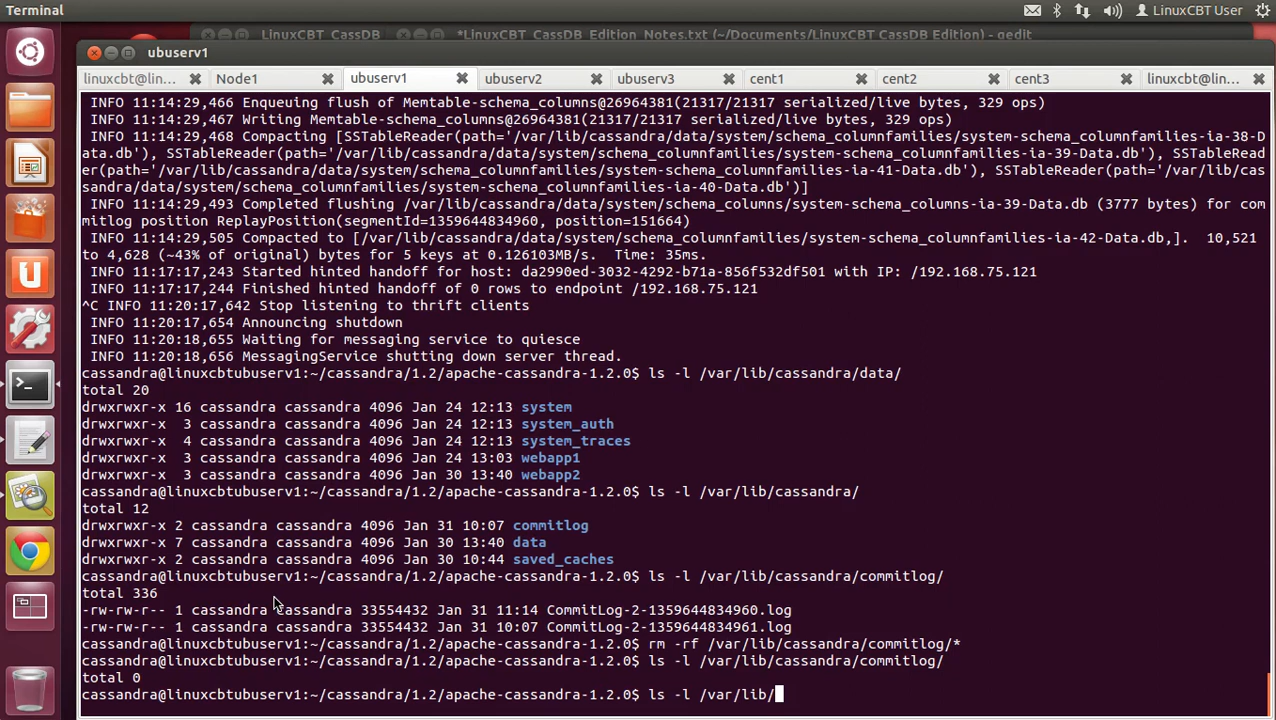 Terminal
LinuxCBT User
LinuxCBT_CassDB
*LinuxCBT_CassDB_Edition_Notes.txt (~/Documents/LinuxCBT CassDB Edition) - gedit
ubuserv1
linuxcbt@lin...
Node1
ubuserv1
ubuserv2
ubuserv3
cent1
cent2
cent3
linuxcbt@lin...
INFO 11:14:29,466 Enqueuing flush of Memtable-schema_columns@26964381(21317/21317 serialized/live bytes, 329 ops)
INFO 11:14:29,467 Writing Memtable-schema_columns@26964381(21317/21317 serialized/live bytes, 329 ops)
INFO 11:14:29,468 Compacting [SSTableReader(path='/var/lib/cassandra/data/system/schema_columnfamilies/system-schema_columnfamilies-ia-38-D
ata.db'), SSTableReader(path='/var/lib/cassandra/data/system/schema_columnfamilies/system-schema_columnfamilies-ia-39-Data.db'), SSTableRead
er(path='/var/lib/cassandra/data/system/schema_columnfamilies/system-schema_columnfamilies-ia-41-Data.db'), SSTableReader(path='/var/lib/cas
sandra/data/system/schema_columnfamilies/system-schema_columnfamilies-ia-40-Data.db')]
INFO 11:14:29,493 Completed flushing /var/lib/cassandra/data/system/schema_columns/system-schema_columns-ia-39-Data.db (3777 bytes) for com
mitlog position ReplayPosition(segmentId=1359644834960, position=151664)
INFO 11:14:29,505 Compacted to [/var/lib/cassandra/data/system/schema_columnfamilies/system-schema_columnfamilies-ia-42-Data.db,].  10,521
to 4,628 (~43% of original) bytes for 5 keys at 0.126103MB/s.  Time: 35ms.
INFO 11:17:17,243 Started hinted handoff for host: da2990ed-3032-4292-b71a-856f532df501 with IP: /192.168.75.121
INFO 11:17:17,244 Finished hinted handoff of 0 rows to endpoint /192.168.75.121
^C INFO 11:20:17,642 Stop listening to thrift clients
INFO 11:20:17,654 Announcing shutdown
INFO 11:20:18,655 Waiting for messaging service to quiesce
INFO 11:20:18,656 MessagingService shutting down server thread.
cassandra@linuxcbtubuserv1:~/cassandra/1.2/apache-cassandra-1.2.0$ ls -l /var/lib/cassandra/data/
total 20
drwxrwxr-x 16 cassandra cassandra 4096 Jan 24 12:13 system
drwxrwxr-x  3 cassandra cassandra 4096 Jan 24 12:13 system_auth
drwxrwxr-x  4 cassandra cassandra 4096 Jan 24 12:13 system_traces
drwxrwxr-x  3 cassandra cassandra 4096 Jan 24 13:03 webapp1
drwxrwxr-x  3 cassandra cassandra 4096 Jan 30 13:40 webapp2
cassandra@linuxcbtubuserv1:~/cassandra/1.2/apache-cassandra-1.2.0$ ls -l /var/lib/cassandra/
total 12
drwxrwxr-x 2 cassandra cassandra 4096 Jan 31 10:07 commitlog
drwxrwxr-x 7 cassandra cassandra 4096 Jan 30 13:40 data
drwxrwxr-x 2 cassandra cassandra 4096 Jan 30 10:44 saved_caches
cassandra@linuxcbtubuserv1:~/cassandra/1.2/apache-cassandra-1.2.0$ ls -l /var/lib/cassandra/commitlog/
total 336
-rw-rw-r-- 1 cassandra cassandra 33554432 Jan 31 11:14 CommitLog-2-1359644834960.log
-rw-rw-r-- 1 cassandra cassandra 33554432 Jan 31 10:07 CommitLog-2-1359644834961.log
cassandra@linuxcbtubuserv1:~/cassandra/1.2/apache-cassandra-1.2.0$ rm -rf /var/lib/cassandra/commitlog/*
cassandra@linuxcbtubuserv1:~/cassandra/1.2/apache-cassandra-1.2.0$ ls -l /var/lib/cassandra/commitlog/
total 0
cassandra@linuxcbtubuserv1:~/cassandra/1.2/apache-cassandra-1.2.0$ ls -l /var/lib/